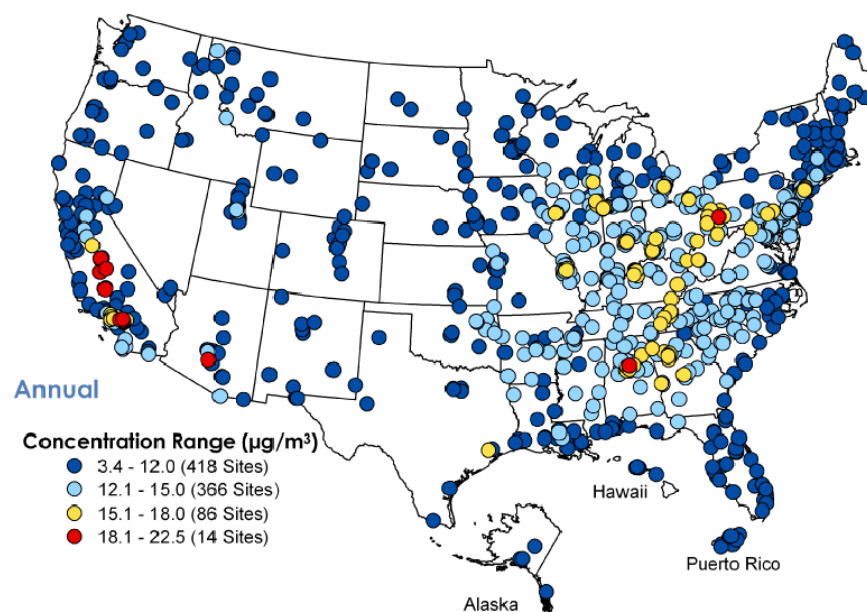 Annual
Concentration Range (µg/m³)
3.4 - 12.0 (418 Sites)
12.1 - 15.0 (366 Sites)
15.1 - 18.0 (86 Sites)
18.1 - 22.5 (14 Sites)
Hawaii
Puerto Rico
Alaska